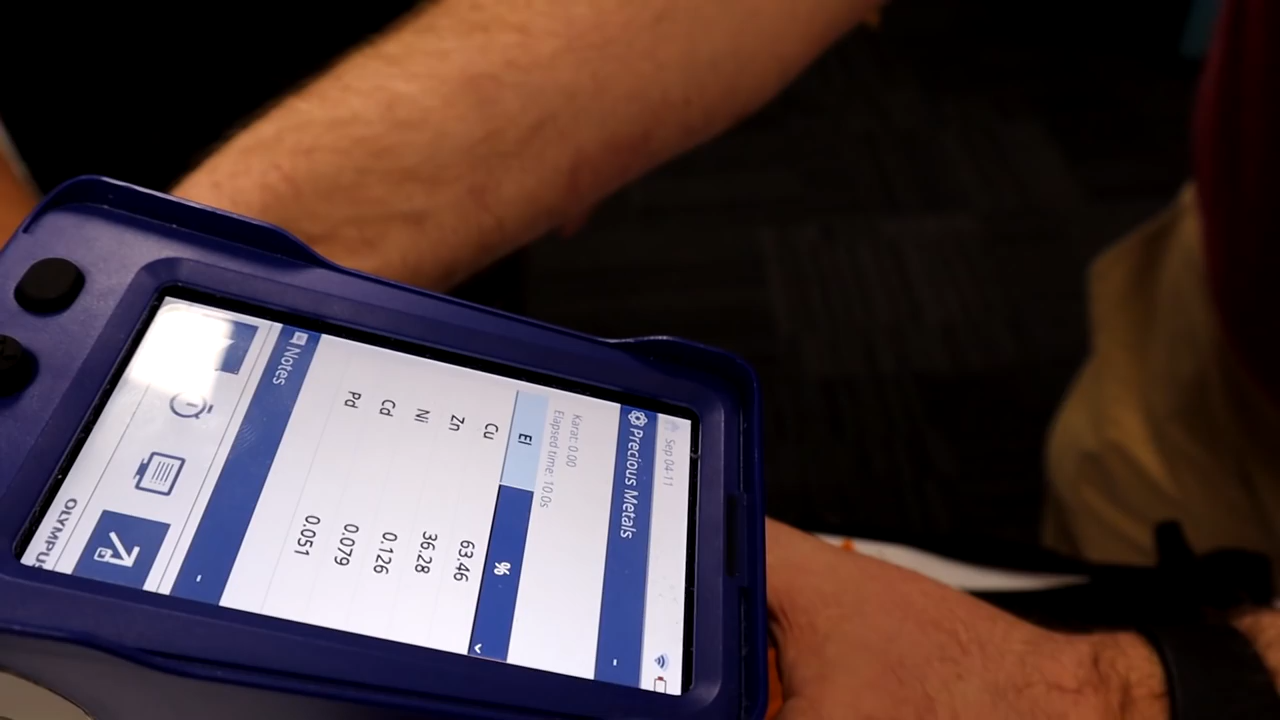 Sep 04-11
Precious Metals -
Karat: 0.00
Elapsed time: 10.0s
El %
Cu 63.46
Zn 36.28
Ni 0.126
Cd 0.079
Pd 0.051
Notes -
OLYMPUS